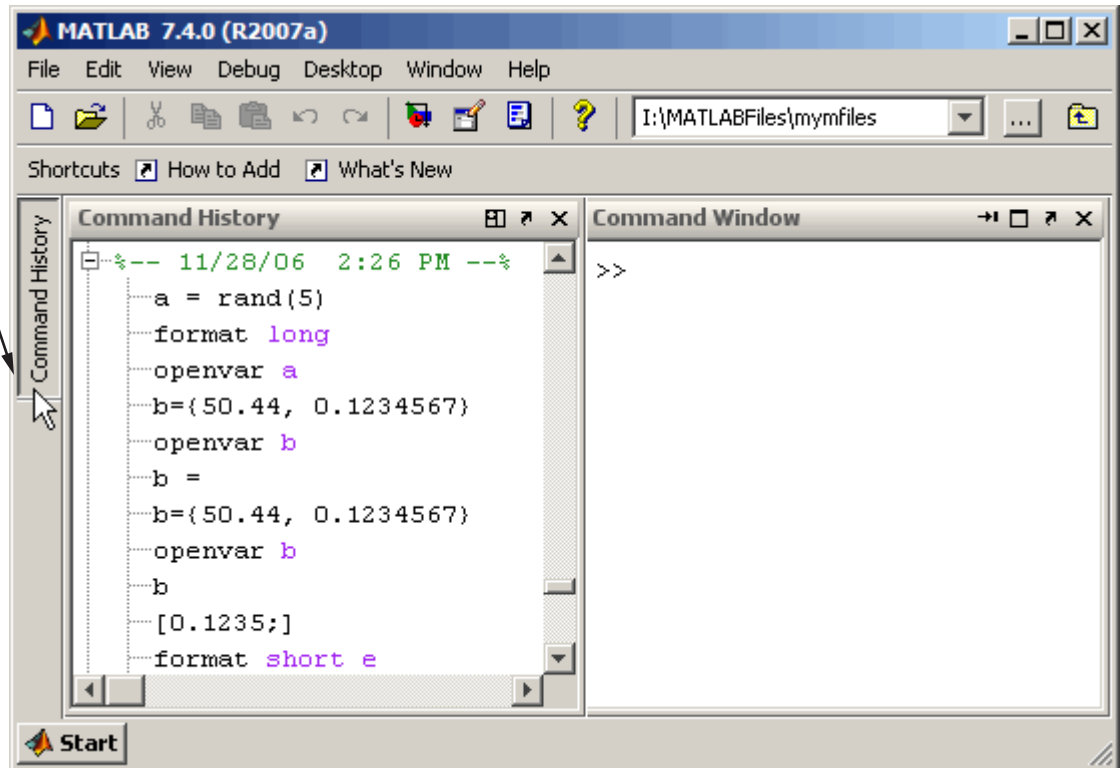 MATLAB 7.4.0 (R2007a)
File Edit View Debug Desktop Window Help
I:\MATLABFiles\mymfiles ...
Shortcuts How to Add What's New
Command History
Command History
%-- 11/28/06 2:26 PM --%
a = rand(5)
format long
openvar a
b={50.44, 0.1234567}
openvar b
b =
b={50.44, 0.1234567}
openvar b
b
[0.1235;]
format short e
Command Window
>>
Start